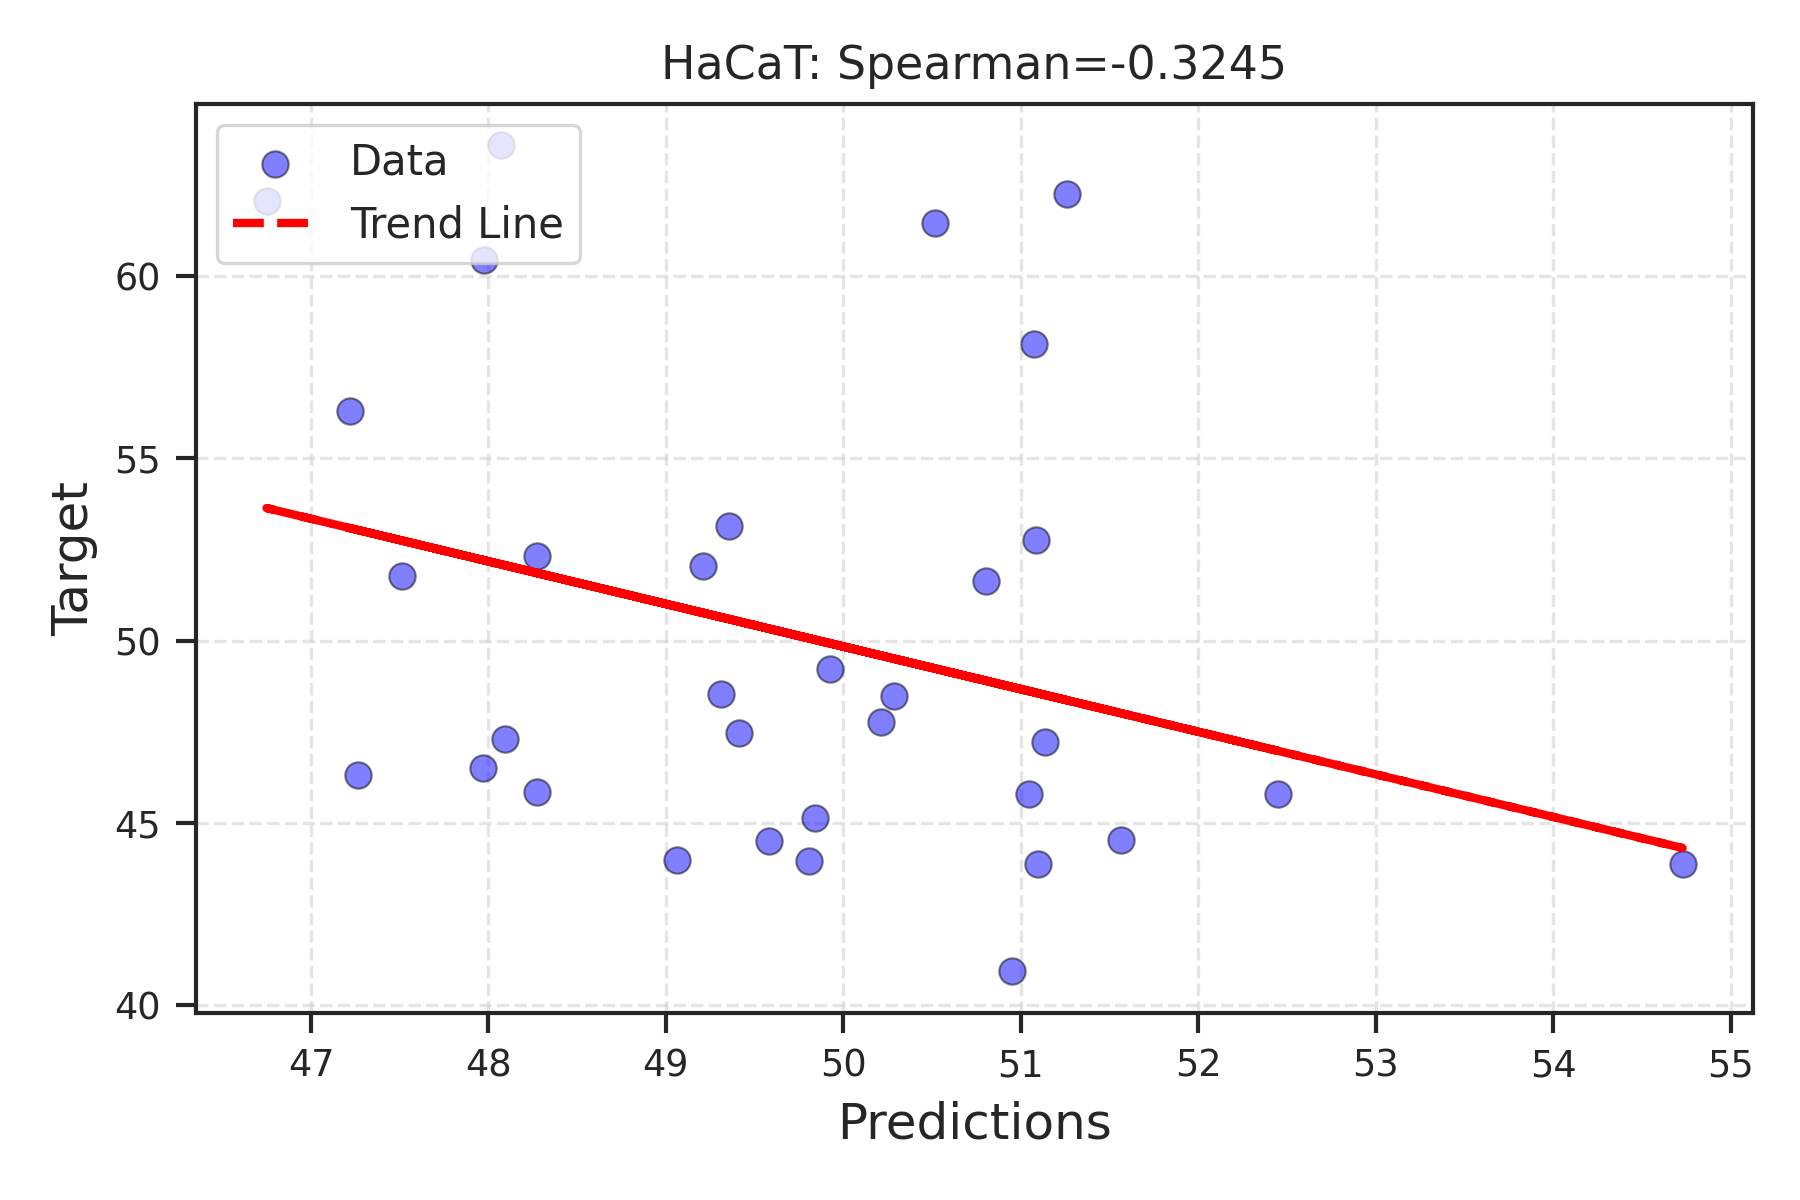 HaCaT: Spearman=-0.3245
Data
Trend Line
60
55
50
45
40
Target
47 48 49 50 51 52 53 54 55
Predictions